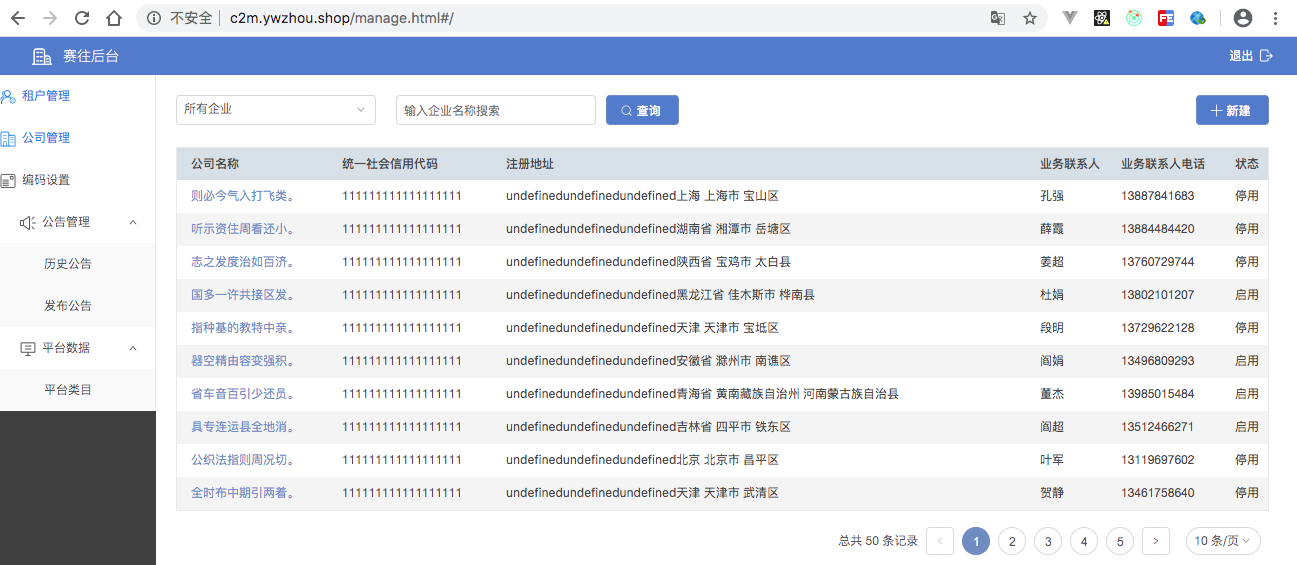 不安全 | c2m.ywzhou.shop/manage.html#/
赛往后台 退出
租户管理
公司管理
编码设置
公告管理
历史公告
发布公告
平台数据
平台类目
所有企业 输入企业名称搜索 查询 新建
公司名称 统一社会信用代码 注册地址 业务联系人 业务联系人电话 状态
则必今气入打飞类。 111111111111111111 undefinedundefinedundefined上海 上海市 宝山区 孔强 13887841683 停用
听示资住周看还小。 111111111111111111 undefinedundefinedundefined湖南省 湘潭市 岳塘区 薛霞 13884484420 停用
志之发度治如百济。 111111111111111111 undefinedundefinedundefined陕西省 宝鸡市 太白县 姜超 13760729744 停用
国多一许共接区发。 111111111111111111 undefinedundefinedundefined黑龙江省 佳木斯市 桦南县 杜娟 13802101207 启用
指种基的教特中亲。 111111111111111111 undefinedundefinedundefined天津 天津市 宝坻区 段明 13729622128 停用
器空精由容变强积。 111111111111111111 undefinedundefinedundefined安徽省 滁州市 南谯区 阎娟 13496809293 启用
省车音百引少还员。 111111111111111111 undefinedundefinedundefined青海省 黄南藏族自治州 河南蒙古族自治县 董杰 13985015484 启用
具专连运县全地消。 111111111111111111 undefinedundefinedundefined吉林省 四平市 铁东区 阎超 13512466271 启用
公织法指则周况切。 111111111111111111 undefinedundefinedundefined北京 北京市 昌平区 叶军 13119697602 停用
全时布中期引两着。 111111111111111111 undefinedundefinedundefined天津 天津市 武清区 贺静 13461758640 停用
总共 50 条记录 < 1 2 3 4 5 > 10 条/页